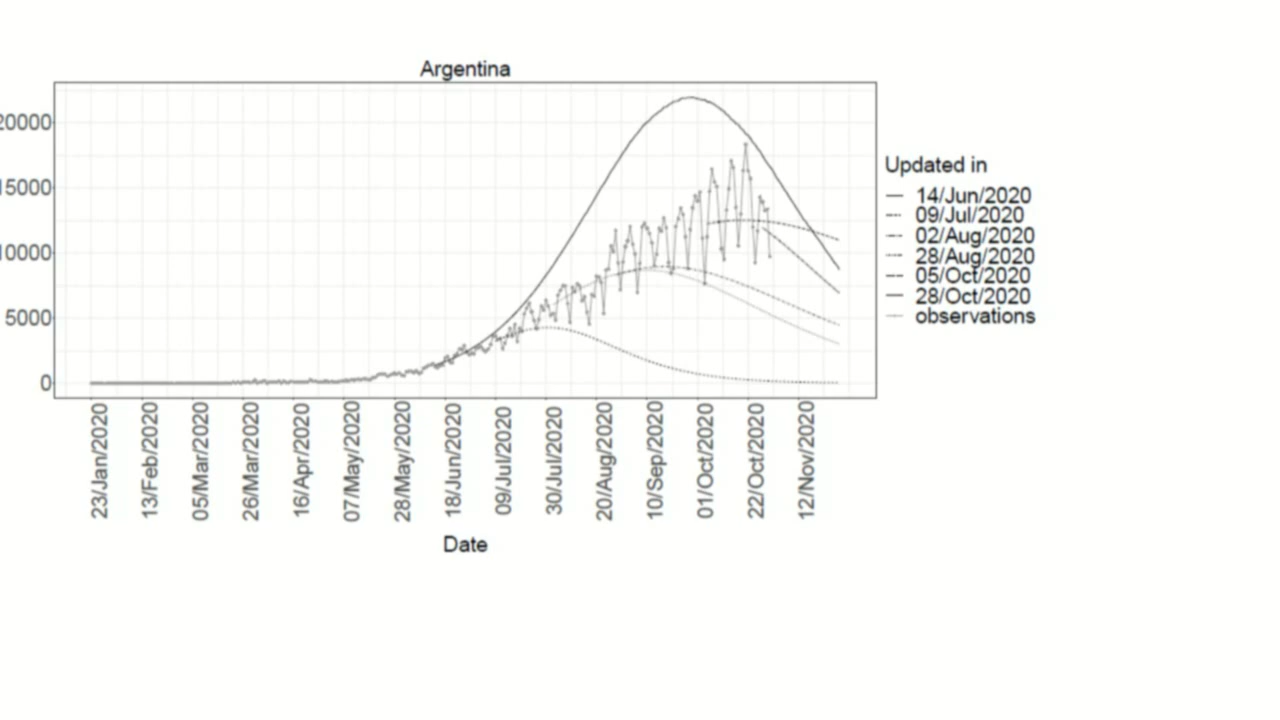 Argentina
20000
15000
10000
5000
0
23/Jan/2020
13/Feb/2020
05/Mar/2020
26/Mar/2020
16/Apr/2020
07/May/2020
28/May/2020
18/Jun/2020
09/Jul/2020
30/Jul/2020
20/Aug/2020
10/Sep/2020
01/Oct/2020
22/Oct/2020
12/Nov/2020
Date
Updated in
14/Jun/2020
09/Jul/2020
02/Aug/2020
28/Aug/2020
05/Oct/2020
28/Oct/2020
observations